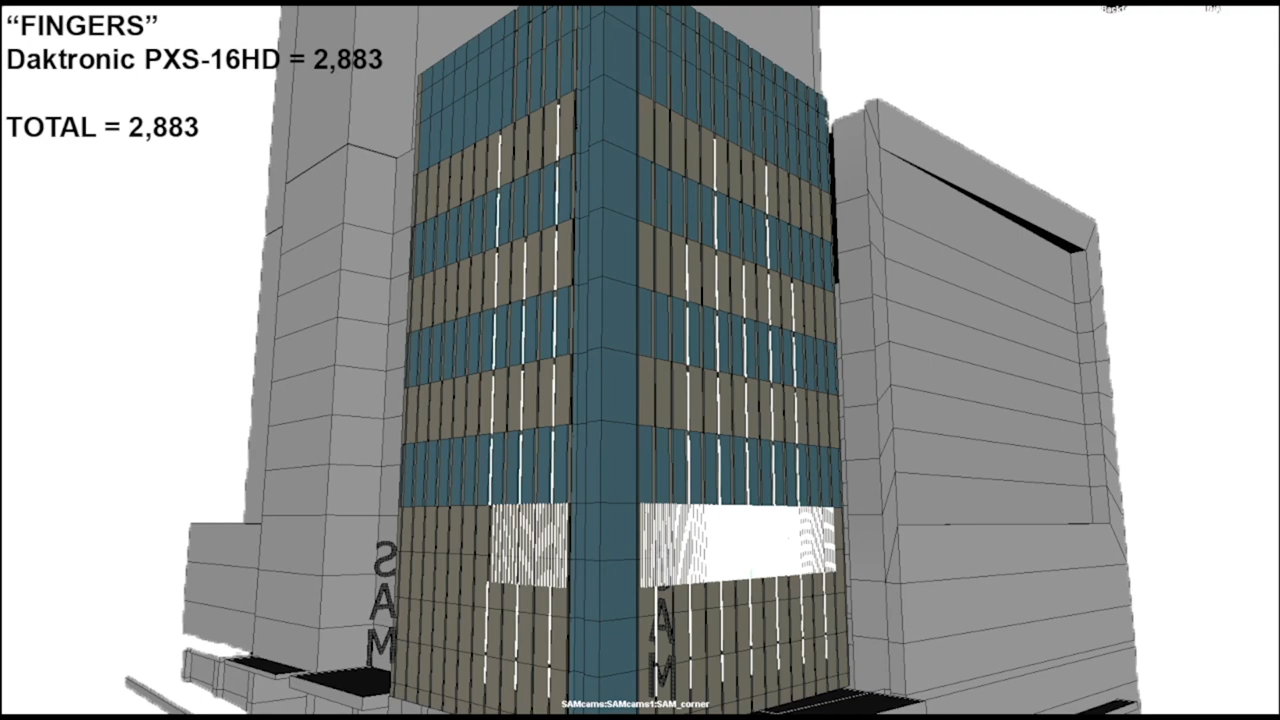 “FINGERS”
Daktronic PXS-16HD = 2,883
TOTAL = 2,883
SAM
SAM
SAMcams:SAMcams1:SAM_corner